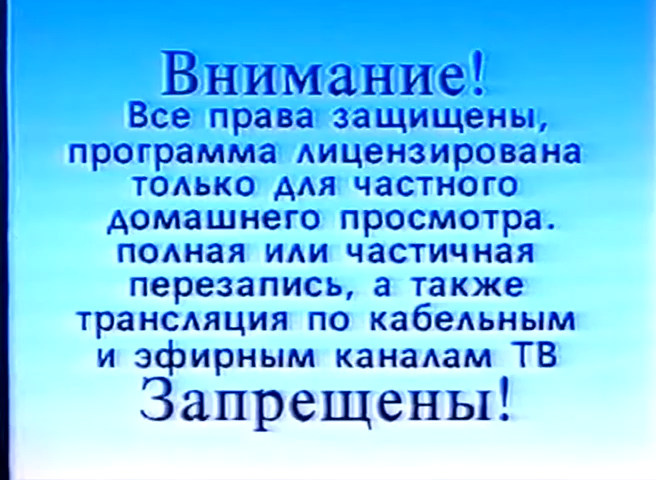 Внимание!
Все права защищены,
программа лицензирована
только для частного
домашнего просмотра.
полная или частичная
перезапись, а также
трансляция по кабельным
и эфирным каналам ТВ
Запрещены!